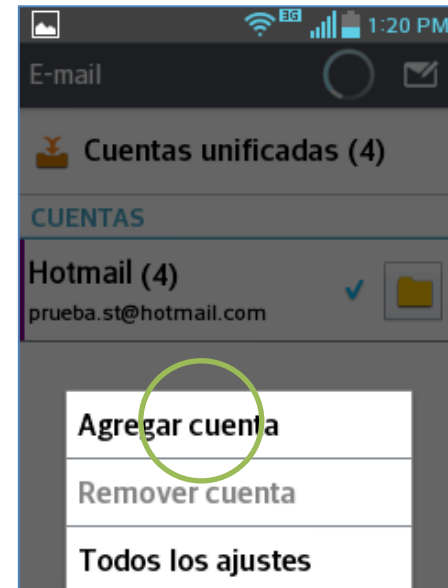 3G 1:20 PM
E-mail
Cuentas unificadas (4)
CUENTAS
Hotmail (4)
prueba.st@hotmail.com
Agregar cuenta
Remover cuenta
Todos los ajustes